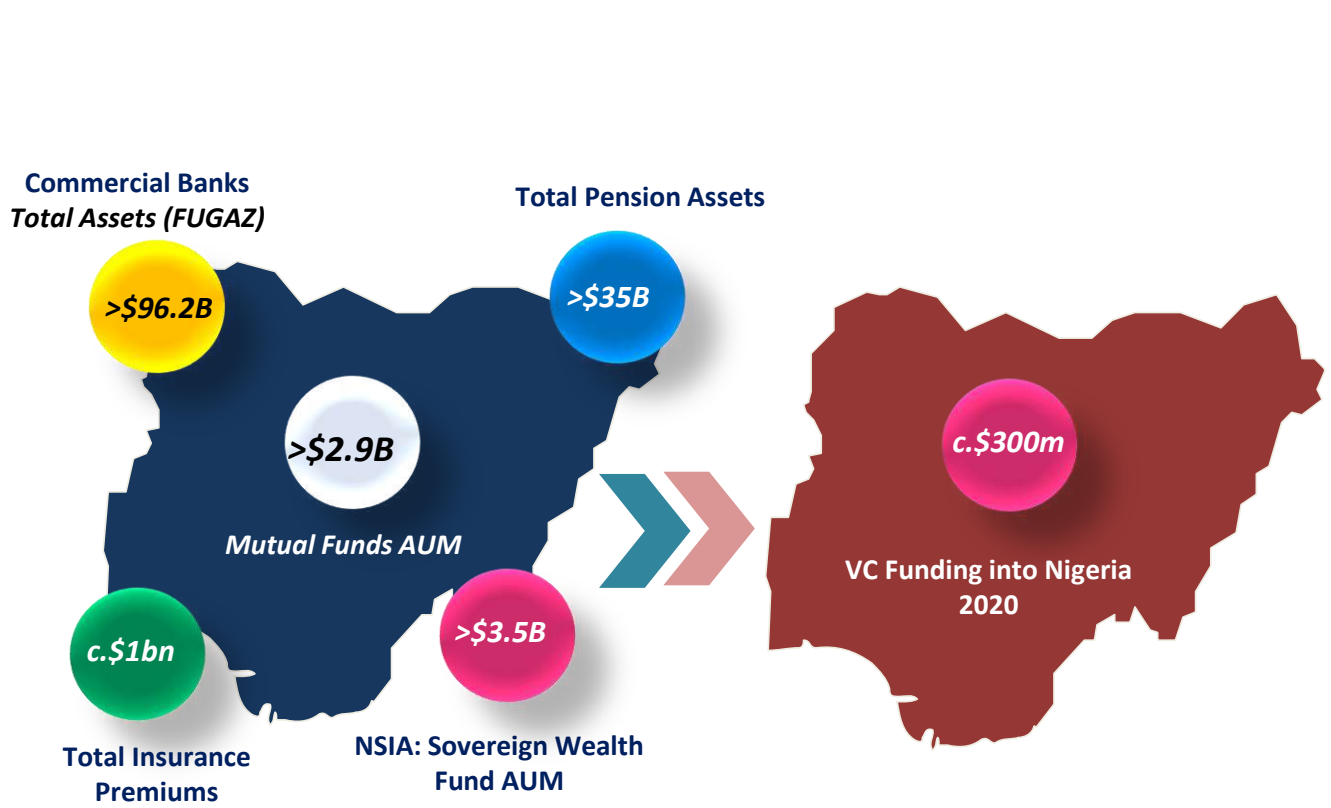 Commercial Banks
Total Assets (FUGAZ)
>$96.2B
Total Pension Assets
>$35B
>$2.9B
Mutual Funds AUM
c.$1bn
Total Insurance
Premiums
>$3.5B
NSIA: Sovereign Wealth
Fund AUM
c.$300m
VC Funding into Nigeria
2020